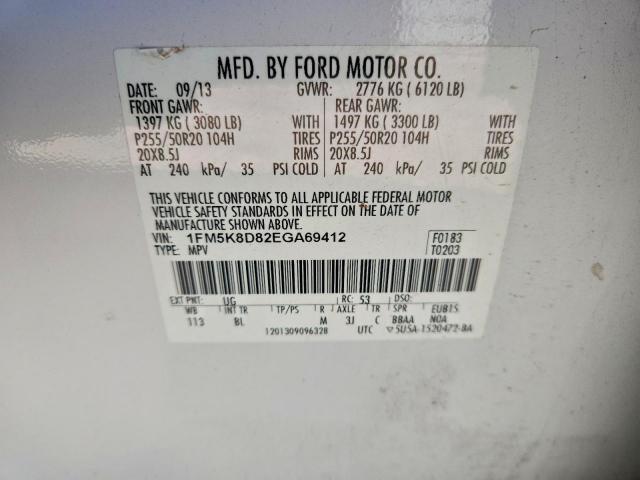 MFD. BY FORD MOTOR CO.
DATE: 09/13 GVWR: 2776 KG ( 6120 LB)
FRONT GAWR: REAR GAWR:
1397 KG ( 3080 LB) WITH 1497 KG ( 3300 LB) WITH
P255/50R20 104H TIRES P255/50R20 104H TIRES
20X8.5J RIMS 20X8.5J RIMS
AT 240 kPa/ 35 PSI COLD AT 240 kPa/ 35 PSI COLD
THIS VEHICLE CONFORMS TO ALL APPLICABLE FEDERAL MOTOR
VEHICLE SAFETY STANDARDS IN EFFECT ON THE DATE OF
MANUFACTURE SHOWN ABOVE.
VIN: 1FM5K8D82EGA69412 F0183
TYPE: MPV T0203
EXT PNT: UG RC: 53 DSO:
WB INT TR TP/PS R AXLE TR SPR EUB15
113 BL M 3J C BBAA NOA
1201309096328 UTC ▽5U5A-1520472-BA